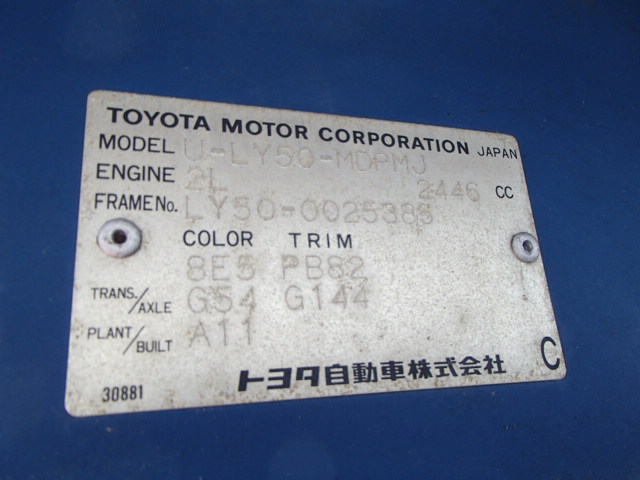 TOYOTA MOTOR CORPORATION JAPAN
MODEL U-LY50-MDPMJ
ENGINE 2L 2446 CC
FRAME No. LY50-0025386
COLOR TRIM
8E5 PB82
TRANS./AXLE G54 G144
PLANT/BUILT A11
トヨタ自動車株式会社 C
30881